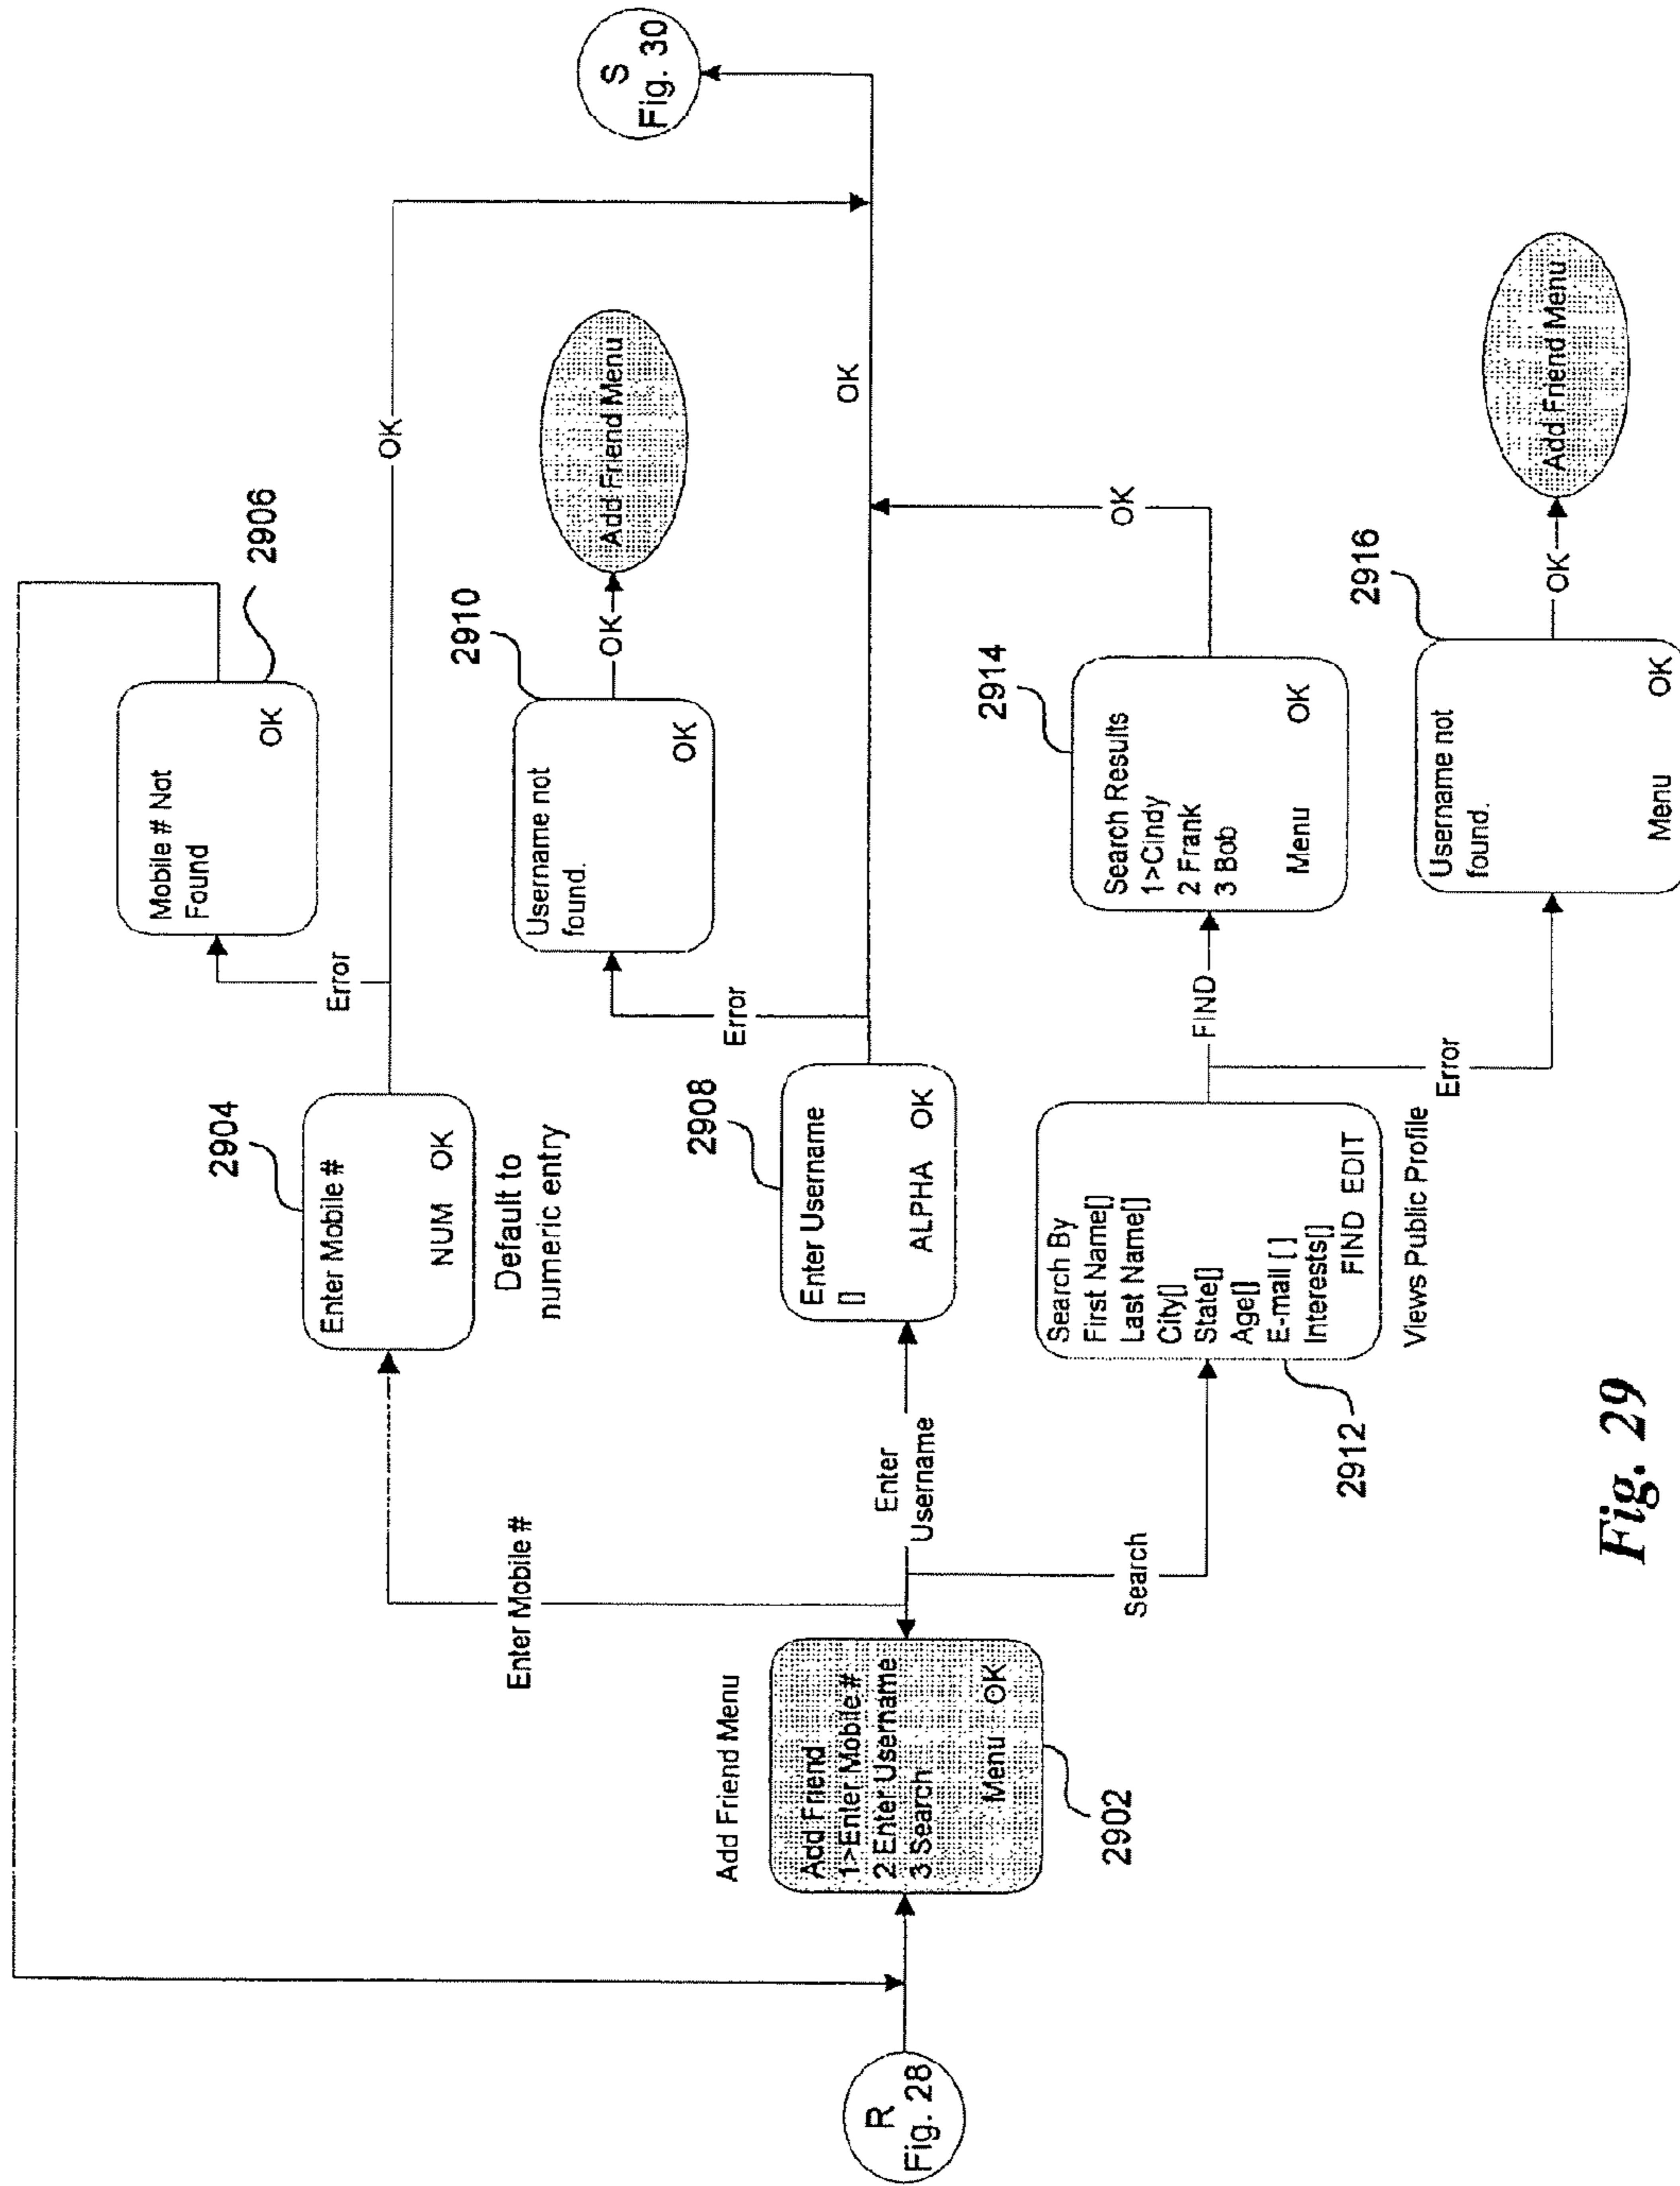 R
Fig. 28
Add Friend Menu
Add Friend
1>Enter Mobile #
2 Enter Username
3 Search
Menu OK
2902
Enter Mobile #
Enter
Username
Search
2904
Enter Mobile #
NUM OK
Default to
numeric entry
Error
2906
Mobile # Not
Found
OK
OK
2908
Enter Username
[]
ALPHA OK
Error
2910
Username not
found.
OK
OK
Add Friend Menu
OK
S
Fig. 30
2912
Search By
First Name[]
Last Name[]
City[]
State[]
Age[]
E-mail [ ]
Interests[]
FIND EDIT
Views Public Profile
FIND
Error
2914
Search Results
1>Cindy
2 Frank
3 Bob
Menu OK
OK
2916
Username not
found.
Menu OK
OK
Add Friend Menu
Fig. 29